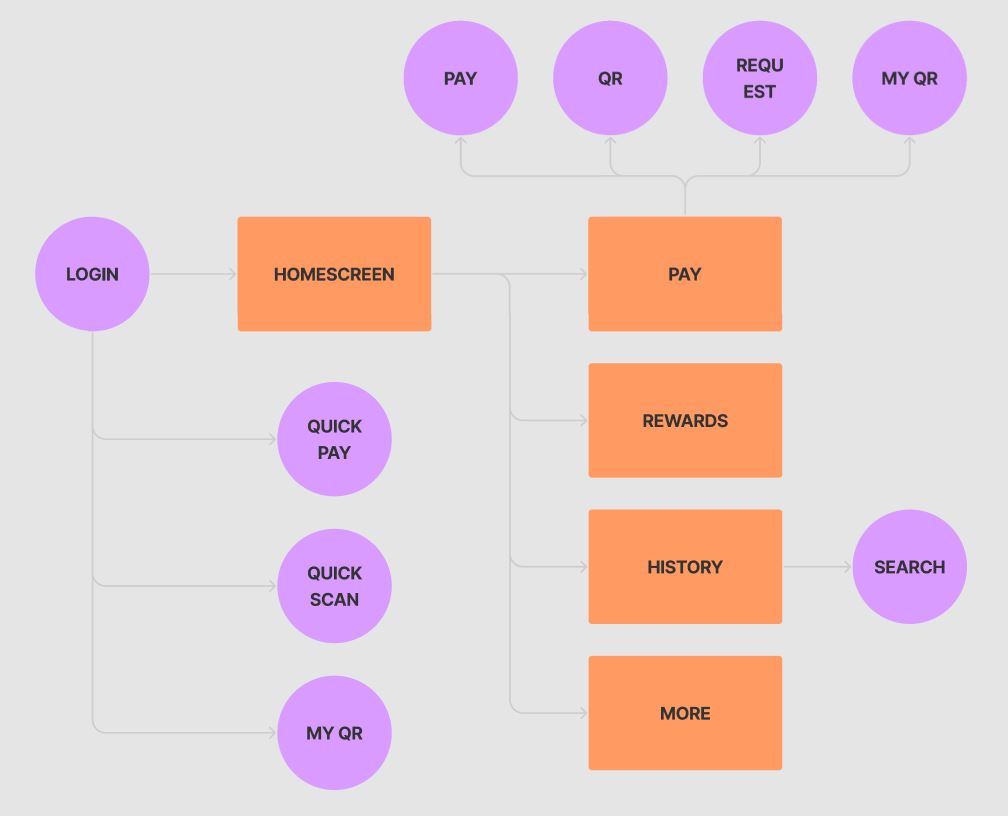 PAY
QR
REQU
EST
MY QR
LOGIN
HOMESCREEN
PAY
QUICK
PAY
REWARDS
QUICK
SCAN
HISTORY
SEARCH
MY QR
MORE